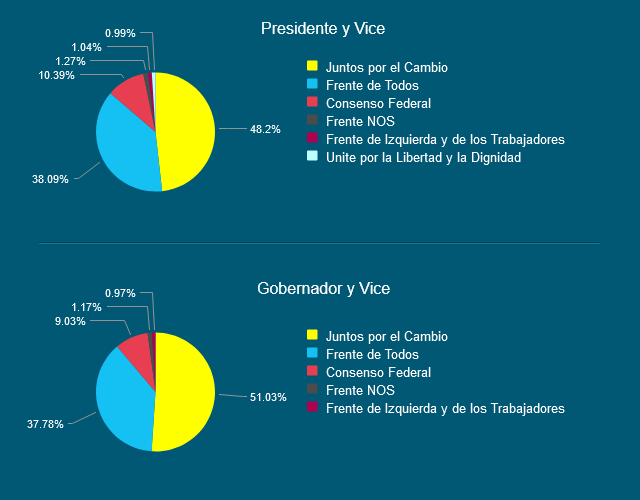 Presidente y Vice
0.99%
1.04%
1.27%
10.39%
48.2%
38.09%
Juntos por el Cambio
Frente de Todos
Consenso Federal
Frente NOS
Frente de Izquierda y de los Trabajadores
Unite por la Libertad y la Dignidad
Gobernador y Vice
0.97%
1.17%
9.03%
51.03%
37.78%
Juntos por el Cambio
Frente de Todos
Consenso Federal
Frente NOS
Frente de Izquierda y de los Trabajadores